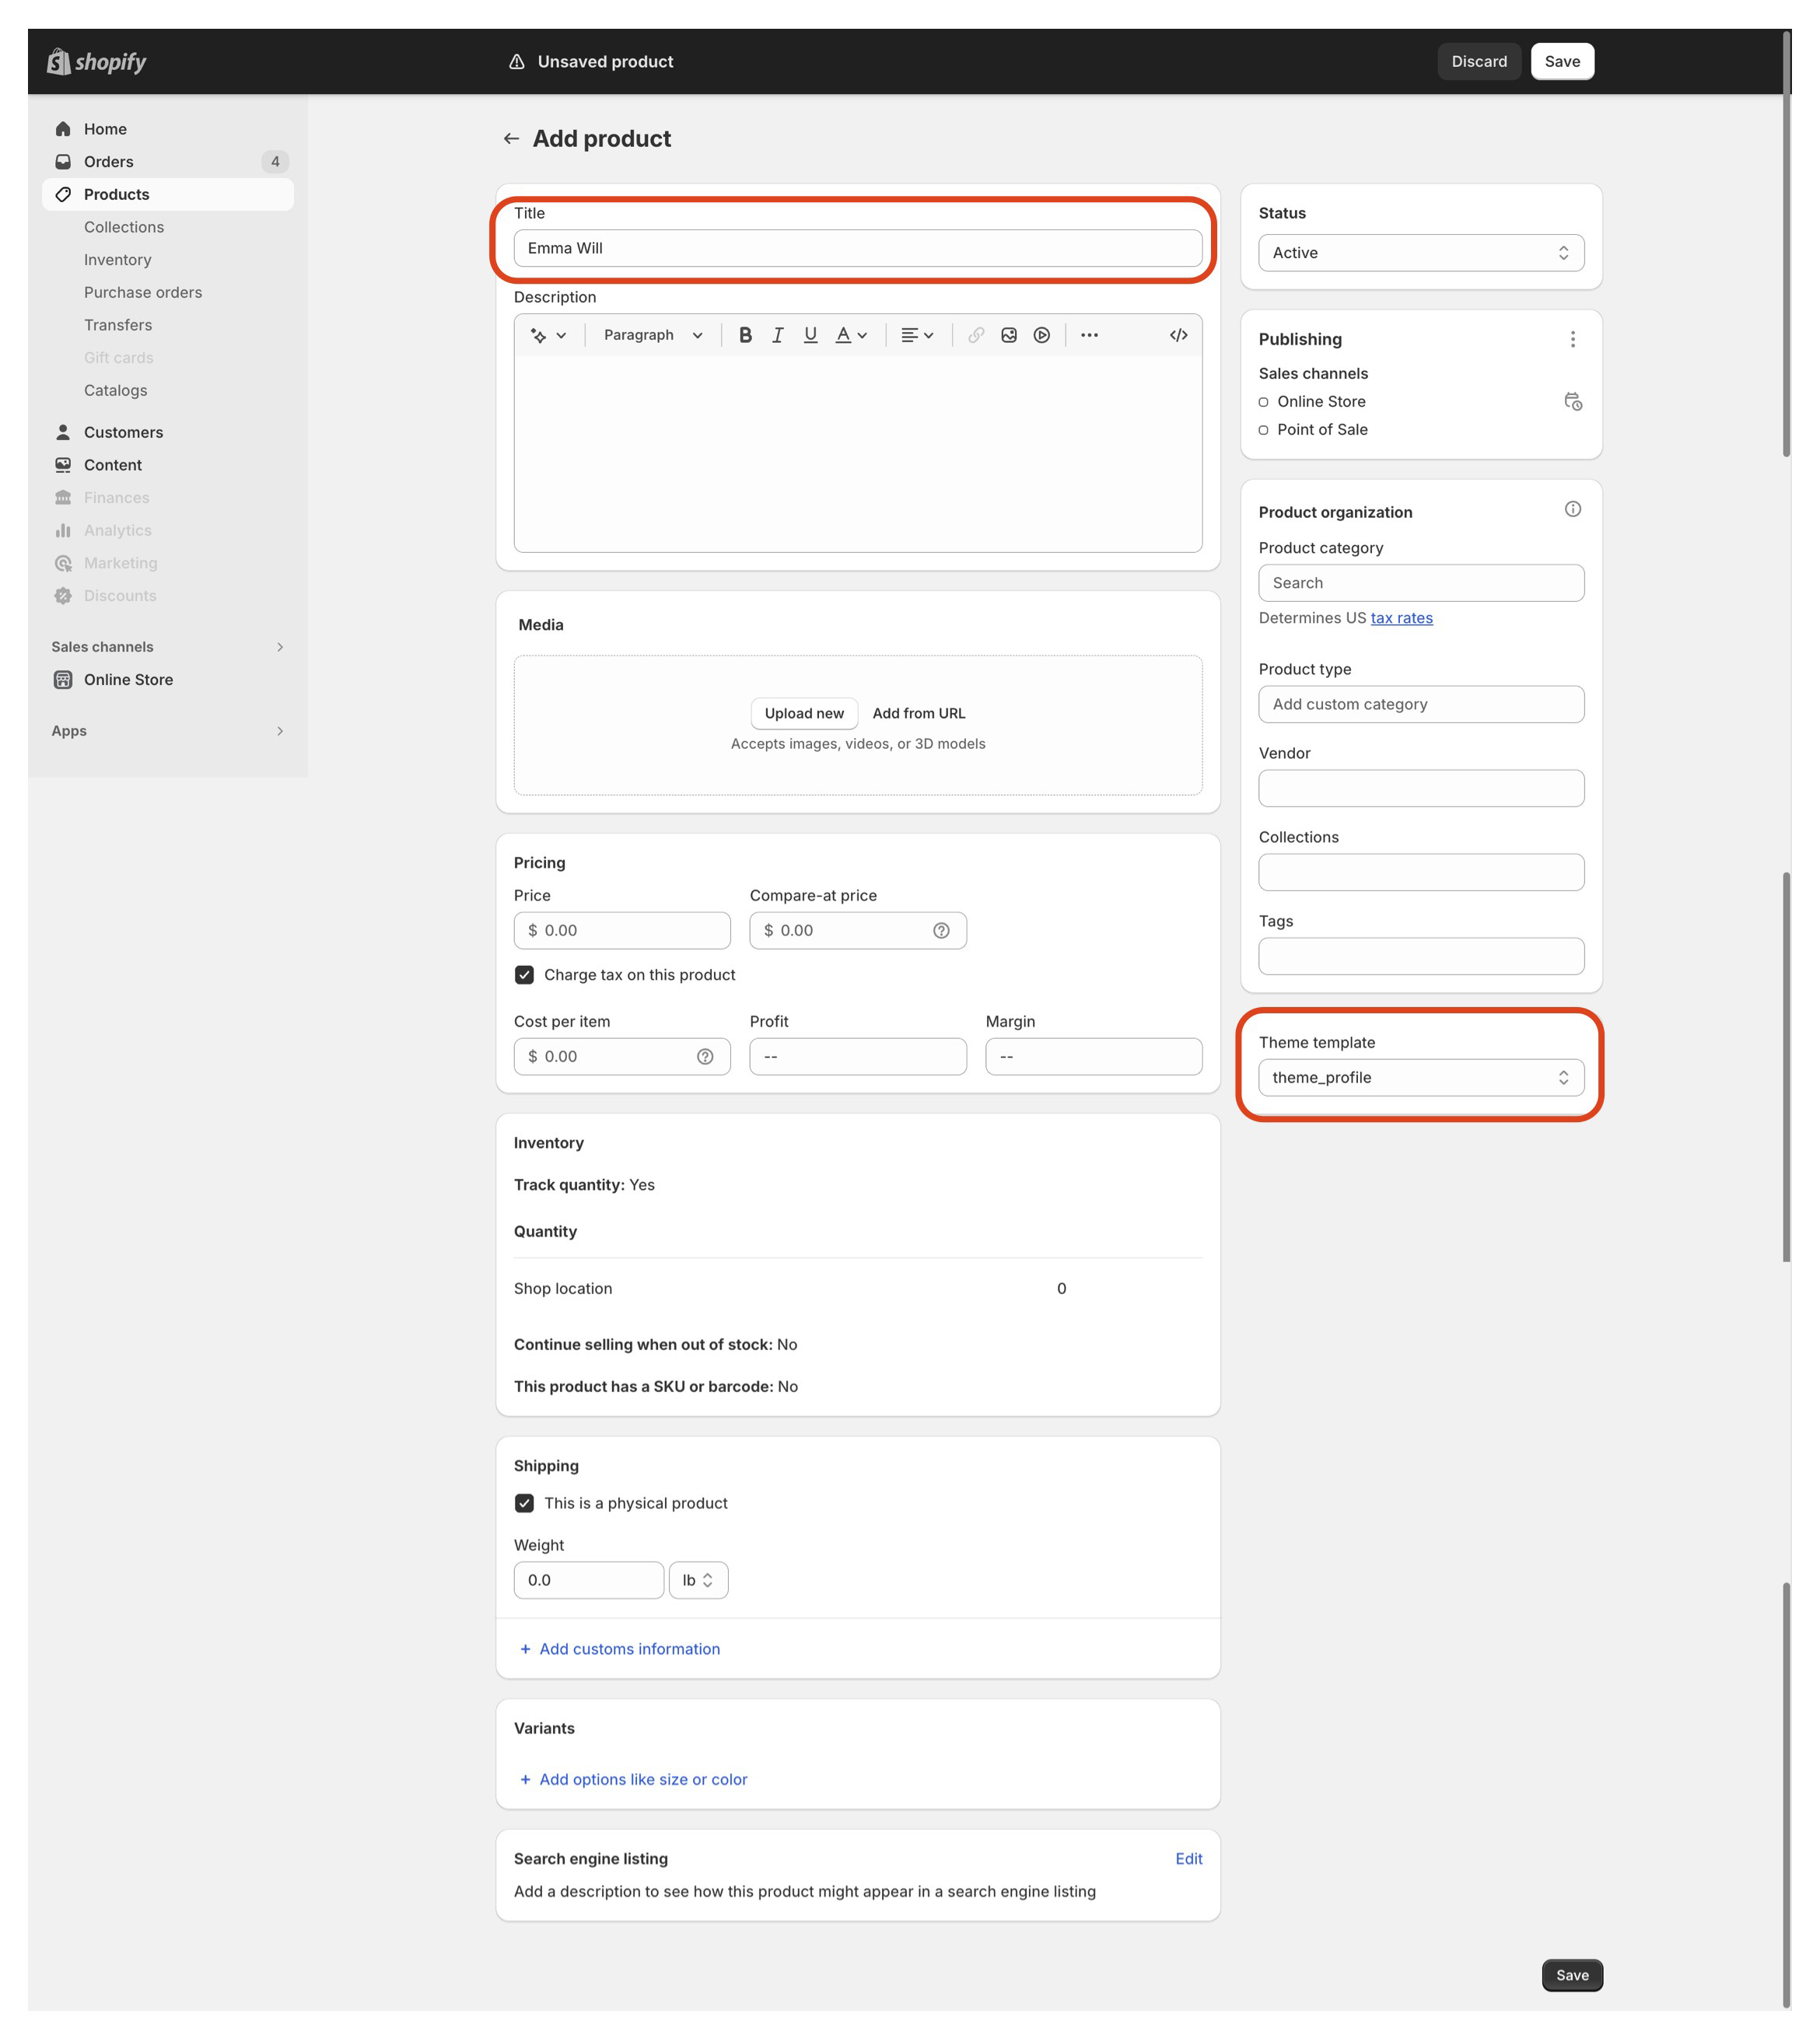 shopify
Unsaved product
Discard
Save
Home
Orders 4
Products
Collections
Inventory
Purchase orders
Transfers
Gift cards
Catalogs
Customers
Content
Finances
Analytics
Marketing
Discounts
Sales channels
Online Store
Apps
Add product
Title
Emma Will
Description
Paragraph B I U A
Media
Upload new Add from URL
Accepts images, videos, or 3D models
Pricing
Price Compare-at price
$ 0.00 $ 0.00
Charge tax on this product
Cost per item Profit Margin
$ 0.00 -- --
Inventory
Track quantity: Yes
Quantity
Shop location 0
Continue selling when out of stock: No
This product has a SKU or barcode: No
Shipping
This is a physical product
Weight
0.0 lb
+ Add customs information
Variants
+ Add options like size or color
Search engine listing Edit
Add a description to see how this product might appear in a search engine listing
Status
Active
Publishing
Sales channels
Online Store
Point of Sale
Product organization
Product category
Search
Determines US tax rates
Product type
Add custom category
Vendor
Collections
Tags
Theme template
theme_profile
Save